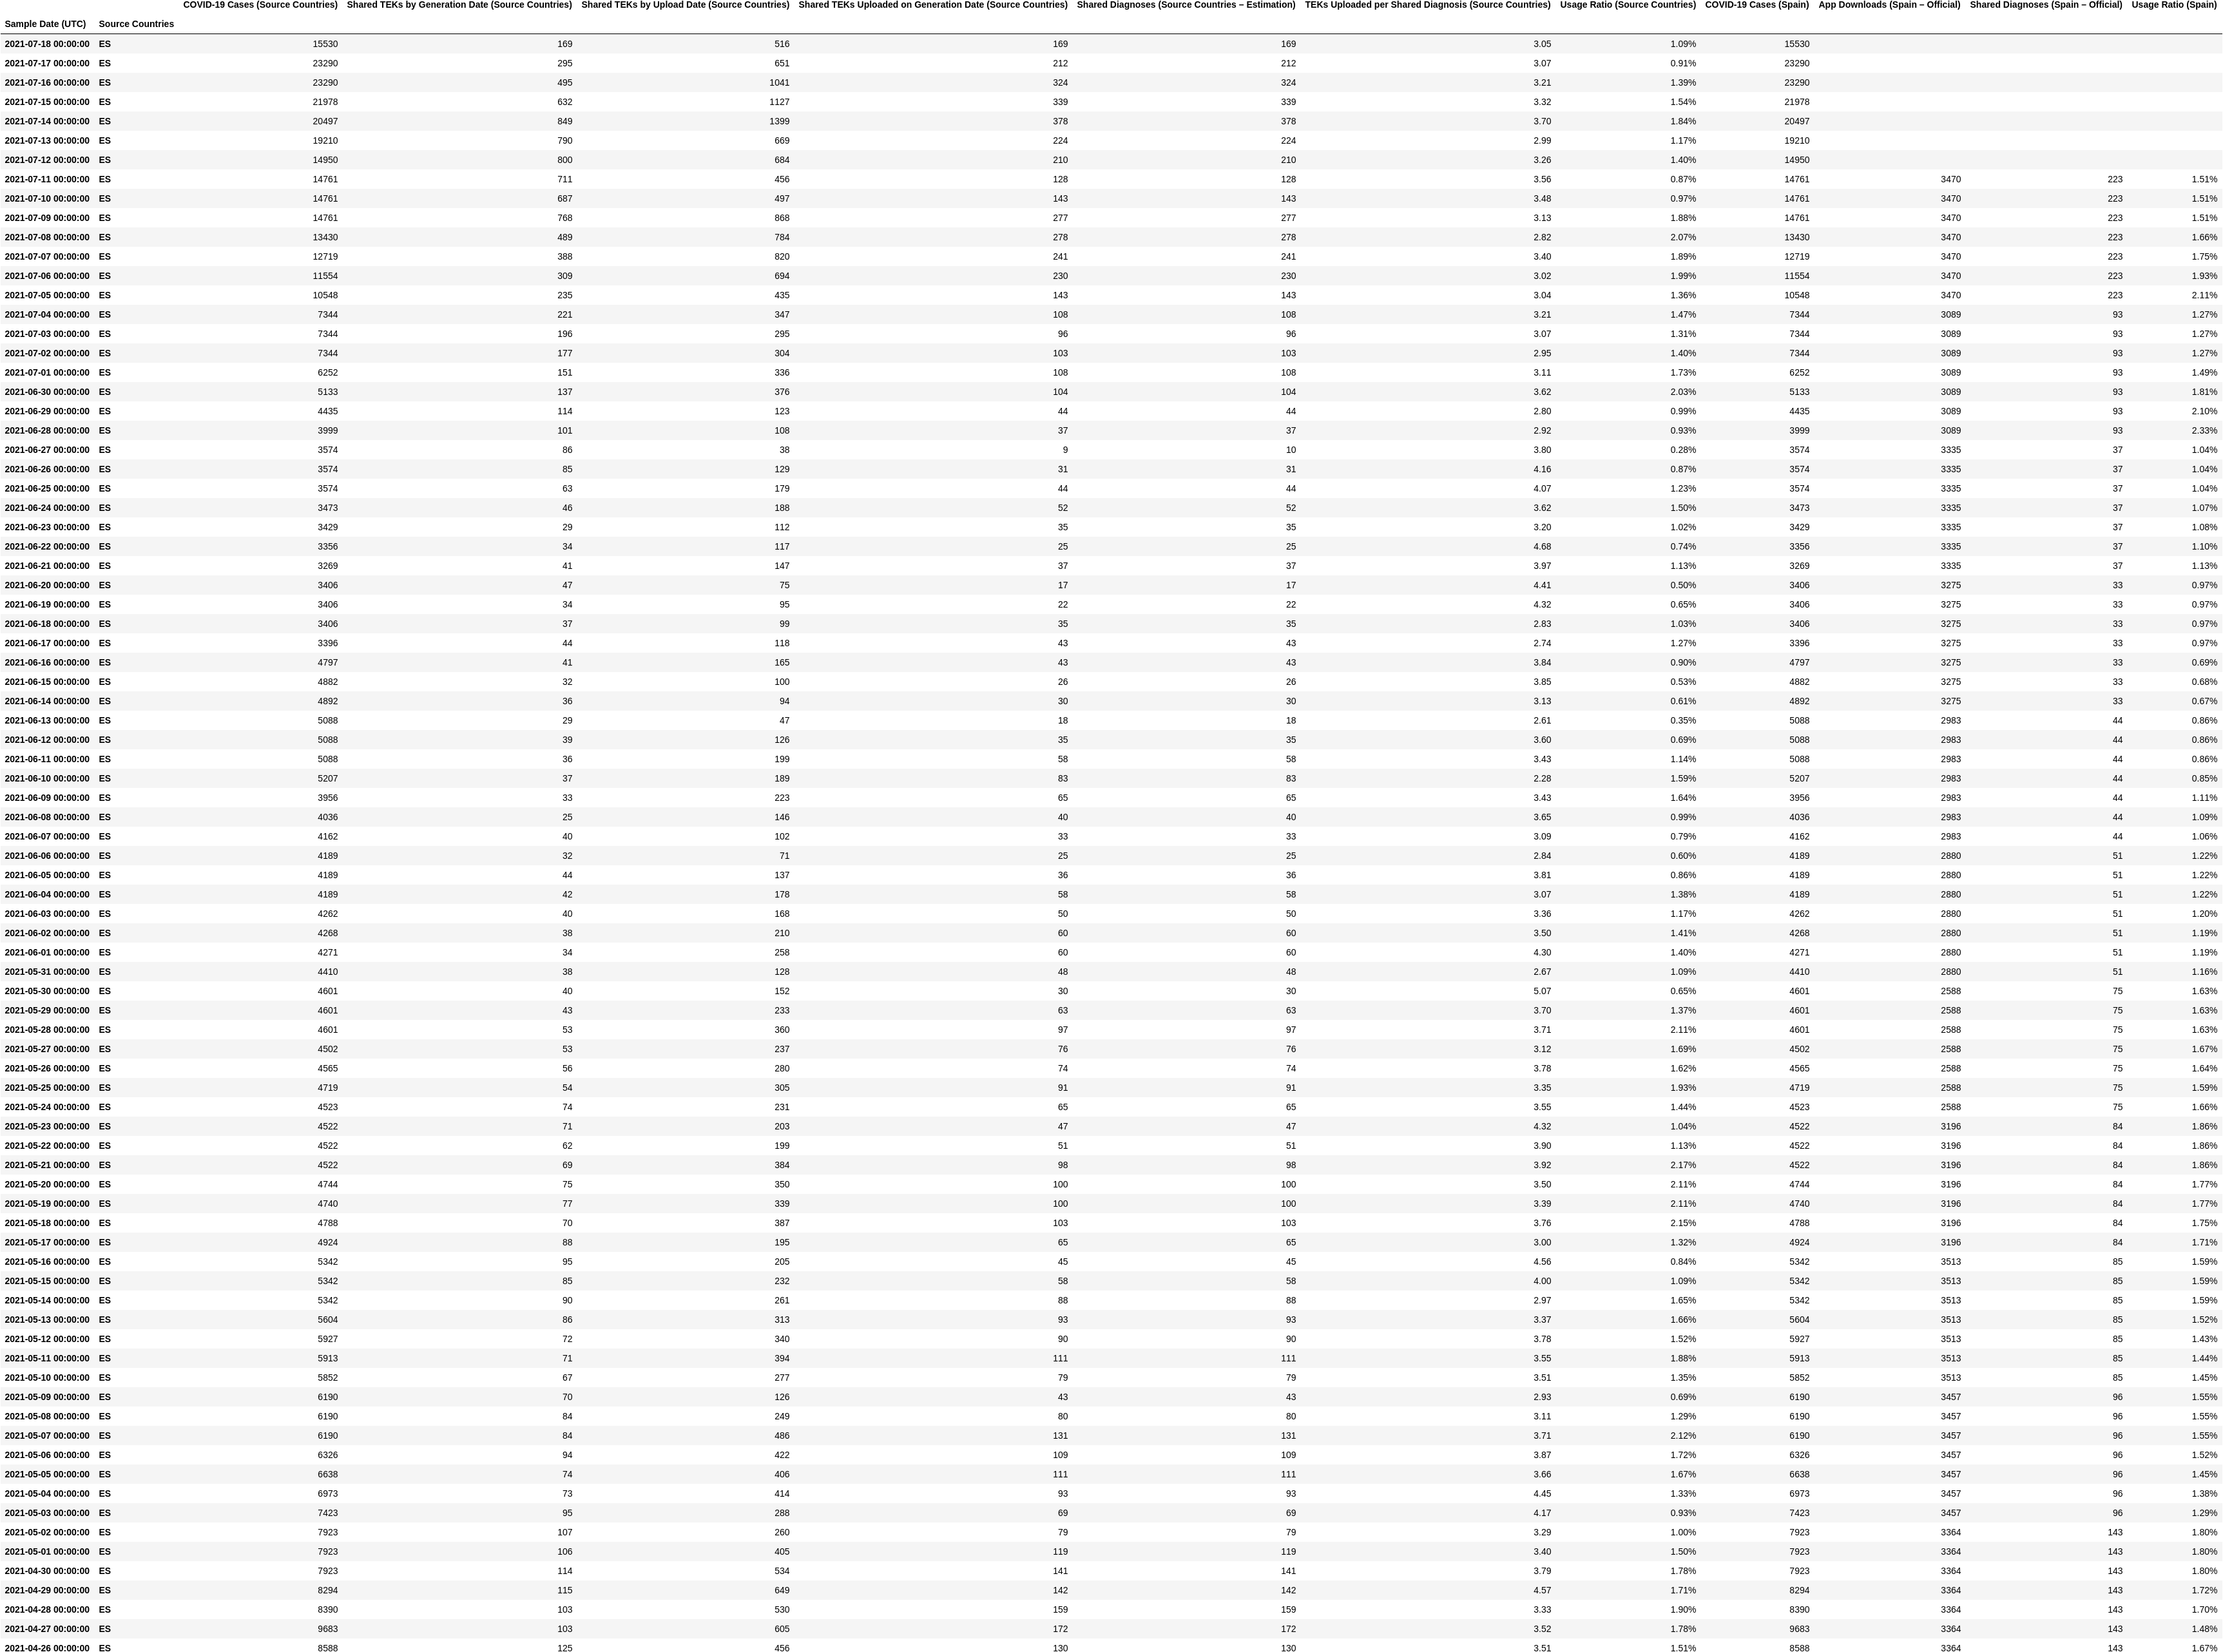 COVID-19 Cases (Source Countries) Shared TEKs by Generation Date (Source Countries) Shared TEKs by Upload Date (Source Countries) Shared TEKs Uploaded on Generation Date (Source Countries) Shared Diagnoses (Source Countries – Estimation) TEKs Uploaded per Shared Diagnosis (Source Countries) Usage Ratio (Source Countries) COVID-19 Cases (Spain) App Downloads (Spain – Official) Shared Diagnoses (Spain – Official) Usage Ratio (Spain)
Sample Date (UTC) Source Countries
2021-07-18 00:00:00 ES 15530 169 516 169 169 3.05 1.09% 15530
2021-07-17 00:00:00 ES 23290 295 651 212 212 3.07 0.91% 23290
2021-07-16 00:00:00 ES 23290 495 1041 324 324 3.21 1.39% 23290
2021-07-15 00:00:00 ES 21978 632 1127 339 339 3.32 1.54% 21978
2021-07-14 00:00:00 ES 20497 849 1399 378 378 3.70 1.84% 20497
2021-07-13 00:00:00 ES 19210 790 669 224 224 2.99 1.17% 19210
2021-07-12 00:00:00 ES 14950 800 684 210 210 3.26 1.40% 14950
2021-07-11 00:00:00 ES 14761 711 456 128 128 3.56 0.87% 14761 3470 223 1.51%
2021-07-10 00:00:00 ES 14761 687 497 143 143 3.48 0.97% 14761 3470 223 1.51%
2021-07-09 00:00:00 ES 14761 768 868 277 277 3.13 1.88% 14761 3470 223 1.51%
2021-07-08 00:00:00 ES 13430 489 784 278 278 2.82 2.07% 13430 3470 223 1.66%
2021-07-07 00:00:00 ES 12719 388 820 241 241 3.40 1.89% 12719 3470 223 1.75%
2021-07-06 00:00:00 ES 11554 309 694 230 230 3.02 1.99% 11554 3470 223 1.93%
2021-07-05 00:00:00 ES 10548 235 435 143 143 3.04 1.36% 10548 3470 223 2.11%
2021-07-04 00:00:00 ES 7344 221 347 108 108 3.21 1.47% 7344 3089 93 1.27%
2021-07-03 00:00:00 ES 7344 196 295 96 96 3.07 1.31% 7344 3089 93 1.27%
2021-07-02 00:00:00 ES 7344 177 304 103 103 2.95 1.40% 7344 3089 93 1.27%
2021-07-01 00:00:00 ES 6252 151 336 108 108 3.11 1.73% 6252 3089 93 1.49%
2021-06-30 00:00:00 ES 5133 137 376 104 104 3.62 2.03% 5133 3089 93 1.81%
2021-06-29 00:00:00 ES 4435 114 123 44 44 2.80 0.99% 4435 3089 93 2.10%
2021-06-28 00:00:00 ES 3999 101 108 37 37 2.92 0.93% 3999 3089 93 2.33%
2021-06-27 00:00:00 ES 3574 86 38 9 10 3.80 0.28% 3574 3335 37 1.04%
2021-06-26 00:00:00 ES 3574 85 129 31 31 4.16 0.87% 3574 3335 37 1.04%
2021-06-25 00:00:00 ES 3574 63 179 44 44 4.07 1.23% 3574 3335 37 1.04%
2021-06-24 00:00:00 ES 3473 46 188 52 52 3.62 1.50% 3473 3335 37 1.07%
2021-06-23 00:00:00 ES 3429 29 112 35 35 3.20 1.02% 3429 3335 37 1.08%
2021-06-22 00:00:00 ES 3356 34 117 25 25 4.68 0.74% 3356 3335 37 1.10%
2021-06-21 00:00:00 ES 3269 41 147 37 37 3.97 1.13% 3269 3335 37 1.13%
2021-06-20 00:00:00 ES 3406 47 75 17 17 4.41 0.50% 3406 3275 33 0.97%
2021-06-19 00:00:00 ES 3406 34 95 22 22 4.32 0.65% 3406 3275 33 0.97%
2021-06-18 00:00:00 ES 3406 37 99 35 35 2.83 1.03% 3406 3275 33 0.97%
2021-06-17 00:00:00 ES 3396 44 118 43 43 2.74 1.27% 3396 3275 33 0.97%
2021-06-16 00:00:00 ES 4797 41 165 43 43 3.84 0.90% 4797 3275 33 0.69%
2021-06-15 00:00:00 ES 4882 32 100 26 26 3.85 0.53% 4882 3275 33 0.68%
2021-06-14 00:00:00 ES 4892 36 94 30 30 3.13 0.61% 4892 3275 33 0.67%
2021-06-13 00:00:00 ES 5088 29 47 18 18 2.61 0.35% 5088 2983 44 0.86%
2021-06-12 00:00:00 ES 5088 39 126 35 35 3.60 0.69% 5088 2983 44 0.86%
2021-06-11 00:00:00 ES 5088 36 199 58 58 3.43 1.14% 5088 2983 44 0.86%
2021-06-10 00:00:00 ES 5207 37 189 83 83 2.28 1.59% 5207 2983 44 0.85%
2021-06-09 00:00:00 ES 3956 33 223 65 65 3.43 1.64% 3956 2983 44 1.11%
2021-06-08 00:00:00 ES 4036 25 146 40 40 3.65 0.99% 4036 2983 44 1.09%
2021-06-07 00:00:00 ES 4162 40 102 33 33 3.09 0.79% 4162 2983 44 1.06%
2021-06-06 00:00:00 ES 4189 32 71 25 25 2.84 0.60% 4189 2880 51 1.22%
2021-06-05 00:00:00 ES 4189 44 137 36 36 3.81 0.86% 4189 2880 51 1.22%
2021-06-04 00:00:00 ES 4189 42 178 58 58 3.07 1.38% 4189 2880 51 1.22%
2021-06-03 00:00:00 ES 4262 40 168 50 50 3.36 1.17% 4262 2880 51 1.20%
2021-06-02 00:00:00 ES 4268 38 210 60 60 3.50 1.41% 4268 2880 51 1.19%
2021-06-01 00:00:00 ES 4271 34 258 60 60 4.30 1.40% 4271 2880 51 1.19%
2021-05-31 00:00:00 ES 4410 38 128 48 48 2.67 1.09% 4410 2880 51 1.16%
2021-05-30 00:00:00 ES 4601 40 152 30 30 5.07 0.65% 4601 2588 75 1.63%
2021-05-29 00:00:00 ES 4601 43 233 63 63 3.70 1.37% 4601 2588 75 1.63%
2021-05-28 00:00:00 ES 4601 53 360 97 97 3.71 2.11% 4601 2588 75 1.63%
2021-05-27 00:00:00 ES 4502 53 237 76 76 3.12 1.69% 4502 2588 75 1.67%
2021-05-26 00:00:00 ES 4565 56 280 74 74 3.78 1.62% 4565 2588 75 1.64%
2021-05-25 00:00:00 ES 4719 54 305 91 91 3.35 1.93% 4719 2588 75 1.59%
2021-05-24 00:00:00 ES 4523 74 231 65 65 3.55 1.44% 4523 2588 75 1.66%
2021-05-23 00:00:00 ES 4522 71 203 47 47 4.32 1.04% 4522 3196 84 1.86%
2021-05-22 00:00:00 ES 4522 62 199 51 51 3.90 1.13% 4522 3196 84 1.86%
2021-05-21 00:00:00 ES 4522 69 384 98 98 3.92 2.17% 4522 3196 84 1.86%
2021-05-20 00:00:00 ES 4744 75 350 100 100 3.50 2.11% 4744 3196 84 1.77%
2021-05-19 00:00:00 ES 4740 77 339 100 100 3.39 2.11% 4740 3196 84 1.77%
2021-05-18 00:00:00 ES 4788 70 387 103 103 3.76 2.15% 4788 3196 84 1.75%
2021-05-17 00:00:00 ES 4924 88 195 65 65 3.00 1.32% 4924 3196 84 1.71%
2021-05-16 00:00:00 ES 5342 95 205 45 45 4.56 0.84% 5342 3513 85 1.59%
2021-05-15 00:00:00 ES 5342 85 232 58 58 4.00 1.09% 5342 3513 85 1.59%
2021-05-14 00:00:00 ES 5342 90 261 88 88 2.97 1.65% 5342 3513 85 1.59%
2021-05-13 00:00:00 ES 5604 86 313 93 93 3.37 1.66% 5604 3513 85 1.52%
2021-05-12 00:00:00 ES 5927 72 340 90 90 3.78 1.52% 5927 3513 85 1.43%
2021-05-11 00:00:00 ES 5913 71 394 111 111 3.55 1.88% 5913 3513 85 1.44%
2021-05-10 00:00:00 ES 5852 67 277 79 79 3.51 1.35% 5852 3513 85 1.45%
2021-05-09 00:00:00 ES 6190 70 126 43 43 2.93 0.69% 6190 3457 96 1.55%
2021-05-08 00:00:00 ES 6190 84 249 80 80 3.11 1.29% 6190 3457 96 1.55%
2021-05-07 00:00:00 ES 6190 84 486 131 131 3.71 2.12% 6190 3457 96 1.55%
2021-05-06 00:00:00 ES 6326 94 422 109 109 3.87 1.72% 6326 3457 96 1.52%
2021-05-05 00:00:00 ES 6638 74 406 111 111 3.66 1.67% 6638 3457 96 1.45%
2021-05-04 00:00:00 ES 6973 73 414 93 93 4.45 1.33% 6973 3457 96 1.38%
2021-05-03 00:00:00 ES 7423 95 288 69 69 4.17 0.93% 7423 3457 96 1.29%
2021-05-02 00:00:00 ES 7923 107 260 79 79 3.29 1.00% 7923 3364 143 1.80%
2021-05-01 00:00:00 ES 7923 106 405 119 119 3.40 1.50% 7923 3364 143 1.80%
2021-04-30 00:00:00 ES 7923 114 534 141 141 3.79 1.78% 7923 3364 143 1.80%
2021-04-29 00:00:00 ES 8294 115 649 142 142 4.57 1.71% 8294 3364 143 1.72%
2021-04-28 00:00:00 ES 8390 103 530 159 159 3.33 1.90% 8390 3364 143 1.70%
2021-04-27 00:00:00 ES 9683 103 605 172 172 3.52 1.78% 9683 3364 143 1.48%
2021-04-26 00:00:00 ES 8588 125 456 130 130 3.51 1.51% 8588 3364 143 1.67%